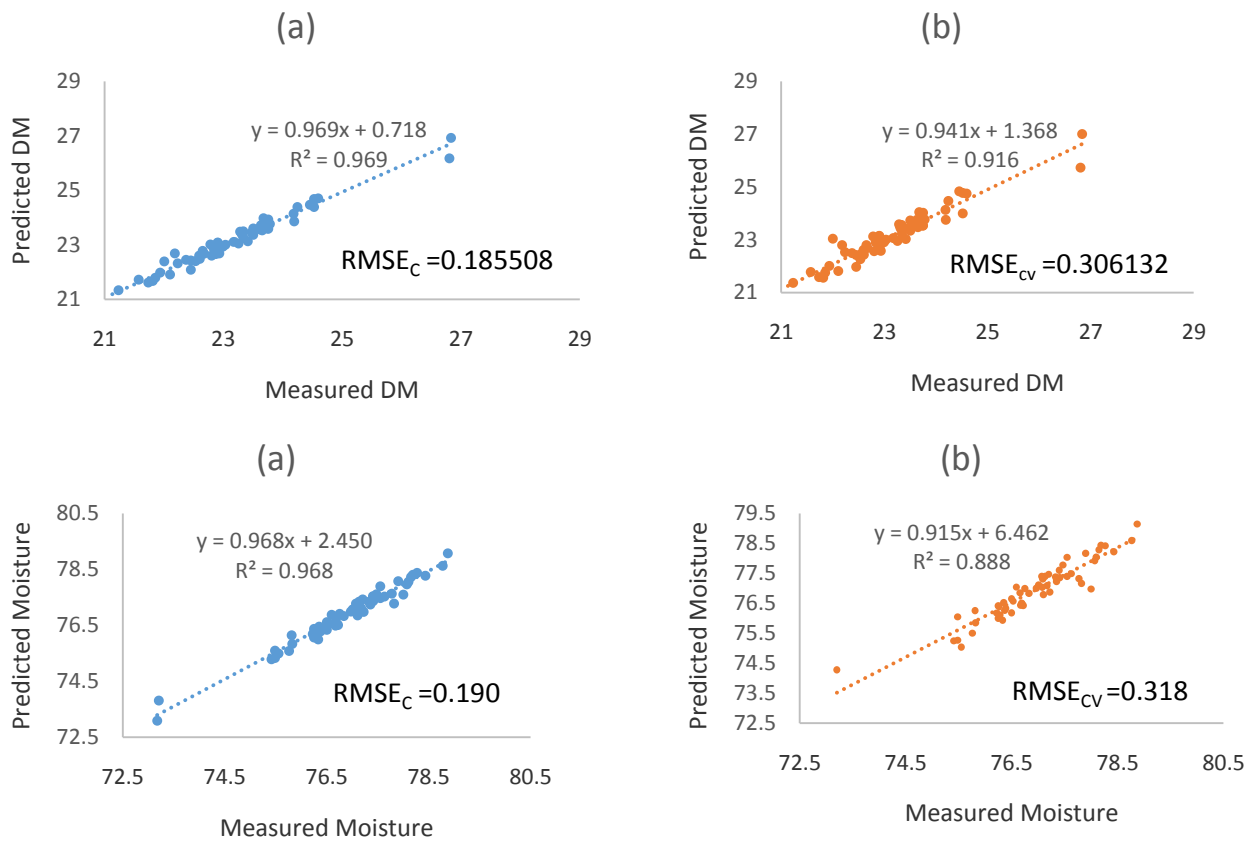 (a)
29
27
25
23
21
Predicted DM
y = 0.969x + 0.718
R² = 0.969
RMSEC =0.185508
21 23 25 27 29
Measured DM
(b)
29
27
25
23
21
Predicted DM
y = 0.941x + 1.368
R² = 0.916
RMSEcv =0.306132
21 23 25 27 29
Measured DM
(a)
80.5
78.5
76.5
74.5
72.5
Predicted Moisture
y = 0.968x + 2.450
R² = 0.968
RMSEC =0.190
72.5 74.5 76.5 78.5 80.5
Measured Moisture
(b)
79.5
78.5
77.5
76.5
75.5
74.5
73.5
72.5
Predicted Moisture
y = 0.915x + 6.462
R² = 0.888
RMSECV =0.318
72.5 74.5 76.5 78.5 80.5
Measured Moisture